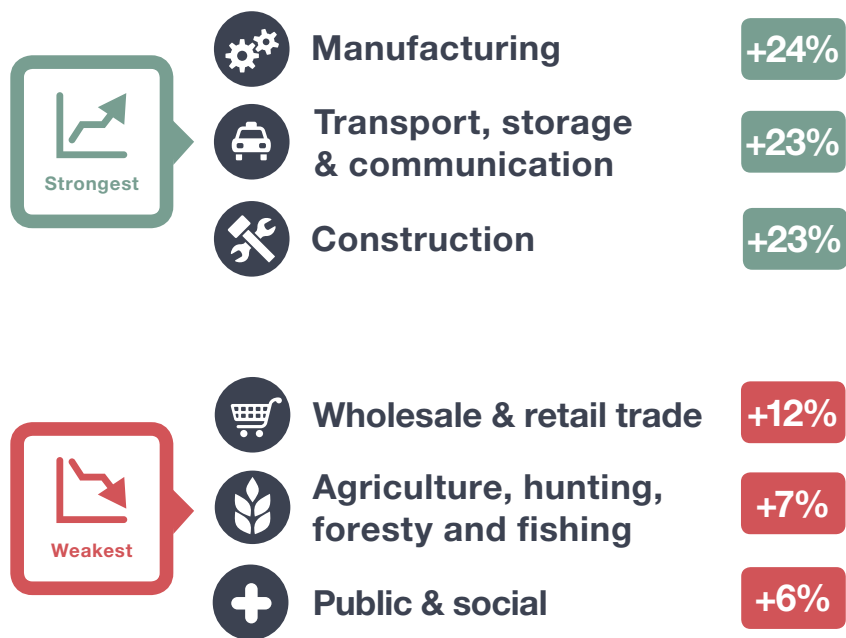 Strongest
Manufacturing
+24%
Transport, storage
& communication
+23%
Construction
+23%
Weakest
Wholesale & retail trade
+12%
Agriculture, hunting,
foresty and fishing
+7%
Public & social
+6%